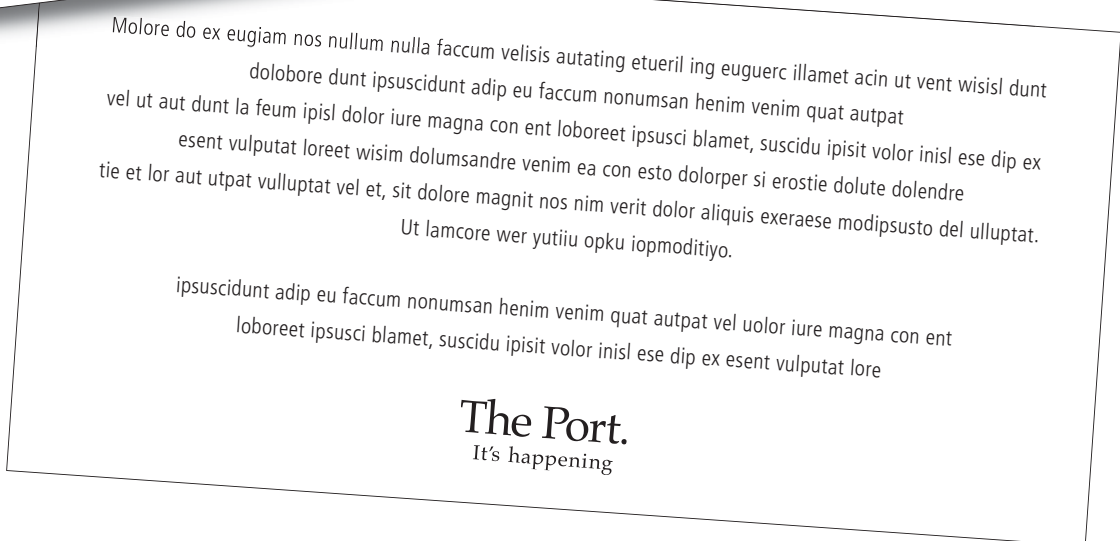 Molore do ex eugiam nos nullum nulla faccum velisis autating etueril ing euguerc illamet acin ut vent wisisl dunt
dolobore dunt ipsuscidunt adip eu faccum nonumsan henim venim quat autpat
vel ut aut dunt la feum ipisl dolor iure magna con ent loboreet ipsusci blamet, suscidu ipisit volor inisl ese dip ex
esent vulputat loreet wisim dolumsandre venim ea con esto dolorper si erostie dolute dolendre
tie et lor aut utpat vulluptat vel et, sit dolore magnit nos nim verit dolor aliquis exeraese modipsusto del ulluptat.
Ut lamcore wer yutiiu opku iopmoditiyo.
ipsuscidunt adip eu faccum nonumsan henim venim quat autpat vel uolor iure magna con ent
loboreet ipsusci blamet, suscidu ipisit volor inisl ese dip ex esent vulputat lore
The Port.
It's happening